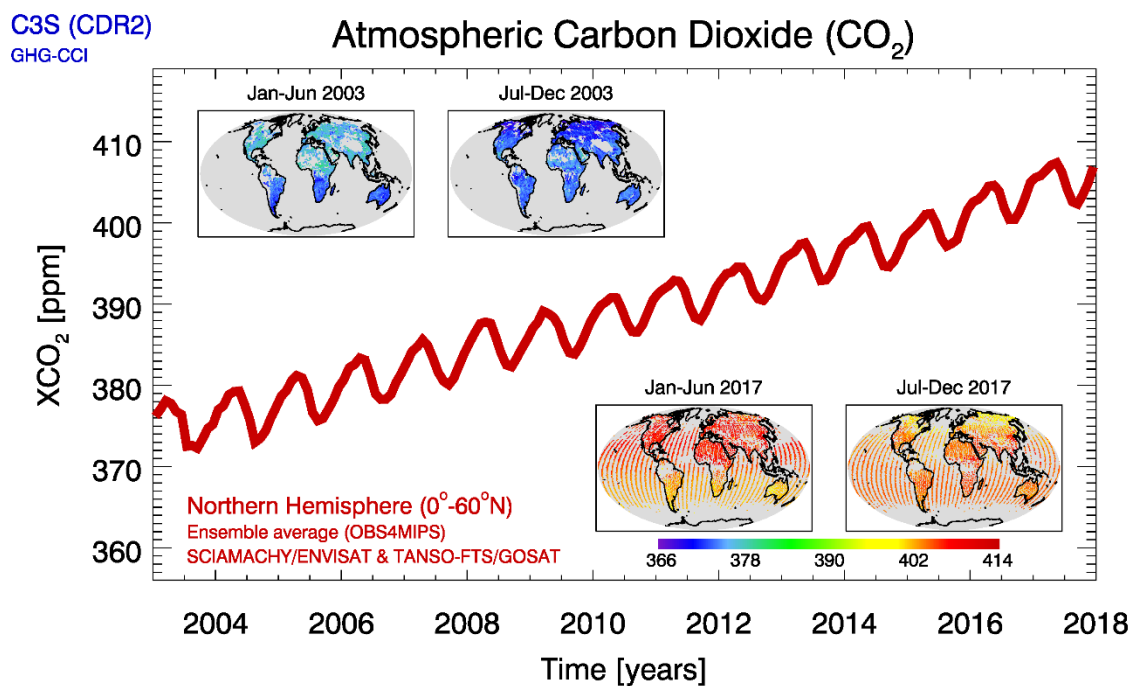 C3S (CDR2)
GHG-CCI
Atmospheric Carbon Dioxide (CO₂)
Jan-Jun 2003
Jul-Dec 2003
XCO₂ [ppm]
410
400
390
380
370
360
Jan-Jun 2017
Jul-Dec 2017
Northern Hemisphere (0°-60°N)
Ensemble average (OBS4MIPS)
SCIAMACHY/ENVISAT & TANSO-FTS/GOSAT
366 378 390 402 414
2004 2006 2008 2010 2012 2014 2016 2018
Time [years]